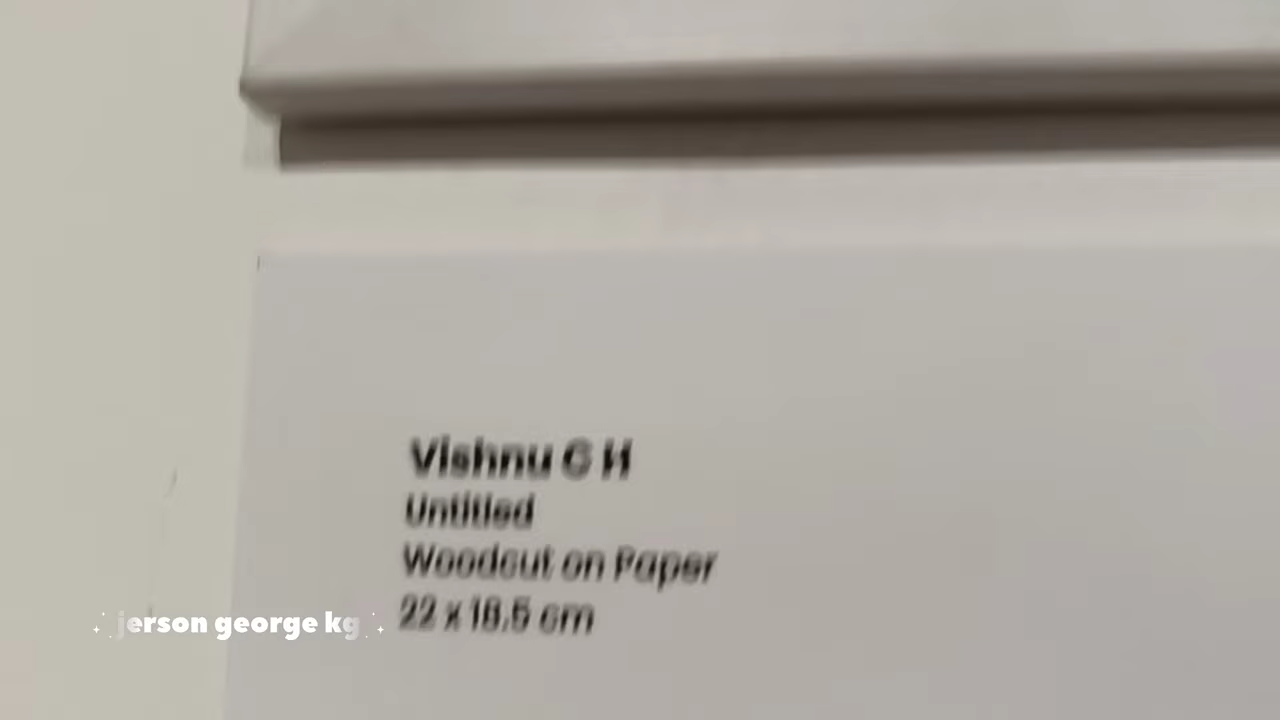 Vishnu G H
Untitled
Woodcut on Paper
22 x 18.5 cm
jerson george kg